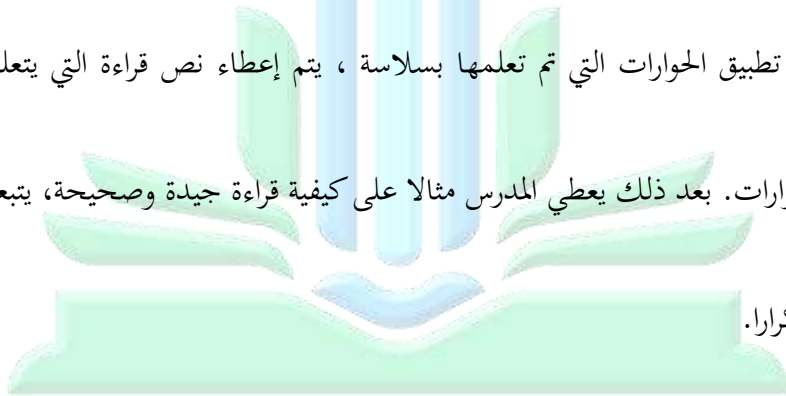 تطبيق الحوارات التي تم تعلمها بسلاسة ، يتم إعطاء نص قراءة التي
بعد ذلك يعطي المدرس مثالا على كيفية قراءة جيدة وصحيحة،